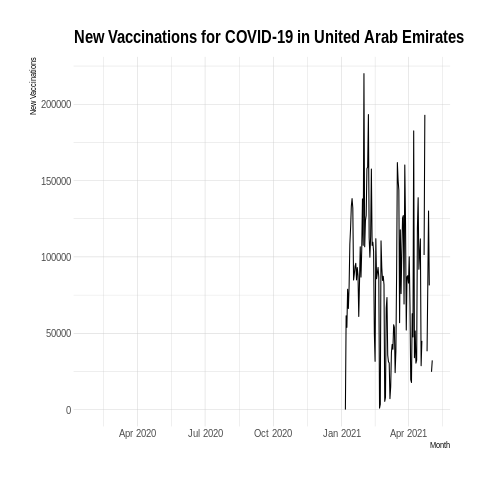 New Vaccinations for COVID-19 in United Arab Emirates
New Vaccinations
200000
150000
100000
50000
0
Apr 2020 Jul 2020 Oct 2020 Jan 2021 Apr 2021
Month